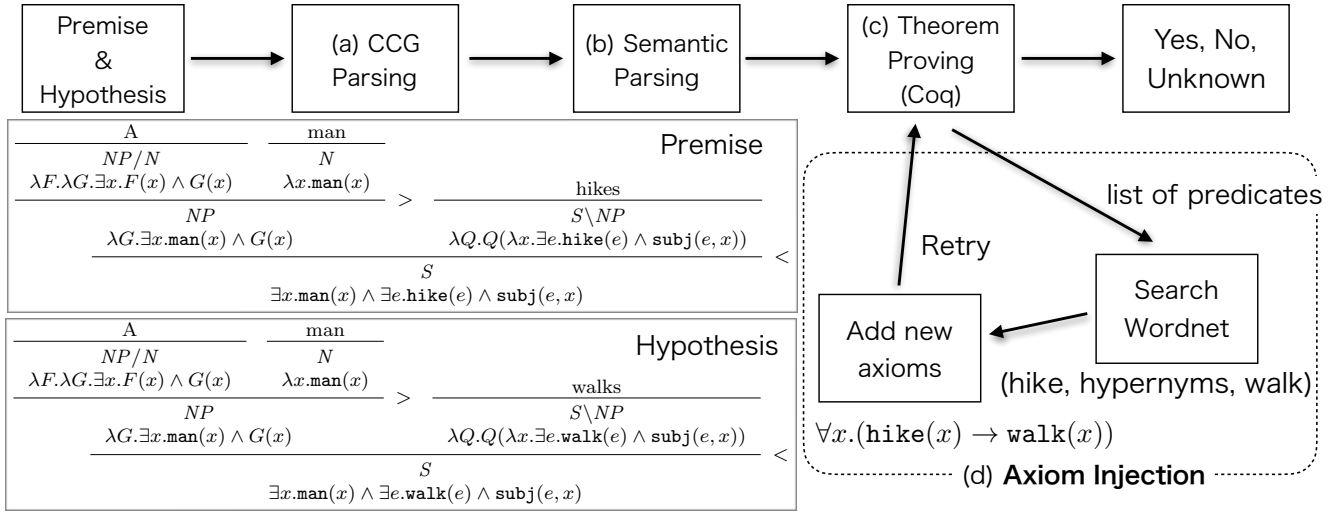 Premise
&
Hypothesis
(a) CCG
Parsing
(b) Semantic
Parsing
(c) Theorem
Proving
(Coq)
Yes, No,
Unknown
Premise
A man
NP/N N
λF.λG.∃x.F(x) ∧ G(x) λx.man(x)
>
hikes
NP S\NP
λG.∃x.man(x) ∧ G(x) λQ.Q(λx.∃e.hike(e) ∧ subj(e, x))
<
S
∃x.man(x) ∧ ∃e.hike(e) ∧ subj(e, x)
Hypothesis
A man
NP/N N
λF.λG.∃x.F(x) ∧ G(x) λx.man(x)
>
walks
NP S\NP
λG.∃x.man(x) ∧ G(x) λQ.Q(λx.∃e.walk(e) ∧ subj(e, x))
<
S
∃x.man(x) ∧ ∃e.walk(e) ∧ subj(e, x)
list of predicates
Retry
Search
Wordnet
Add new
axioms
(hike, hypernyms, walk)
∀x.(hike(x) → walk(x))
(d) Axiom Injection